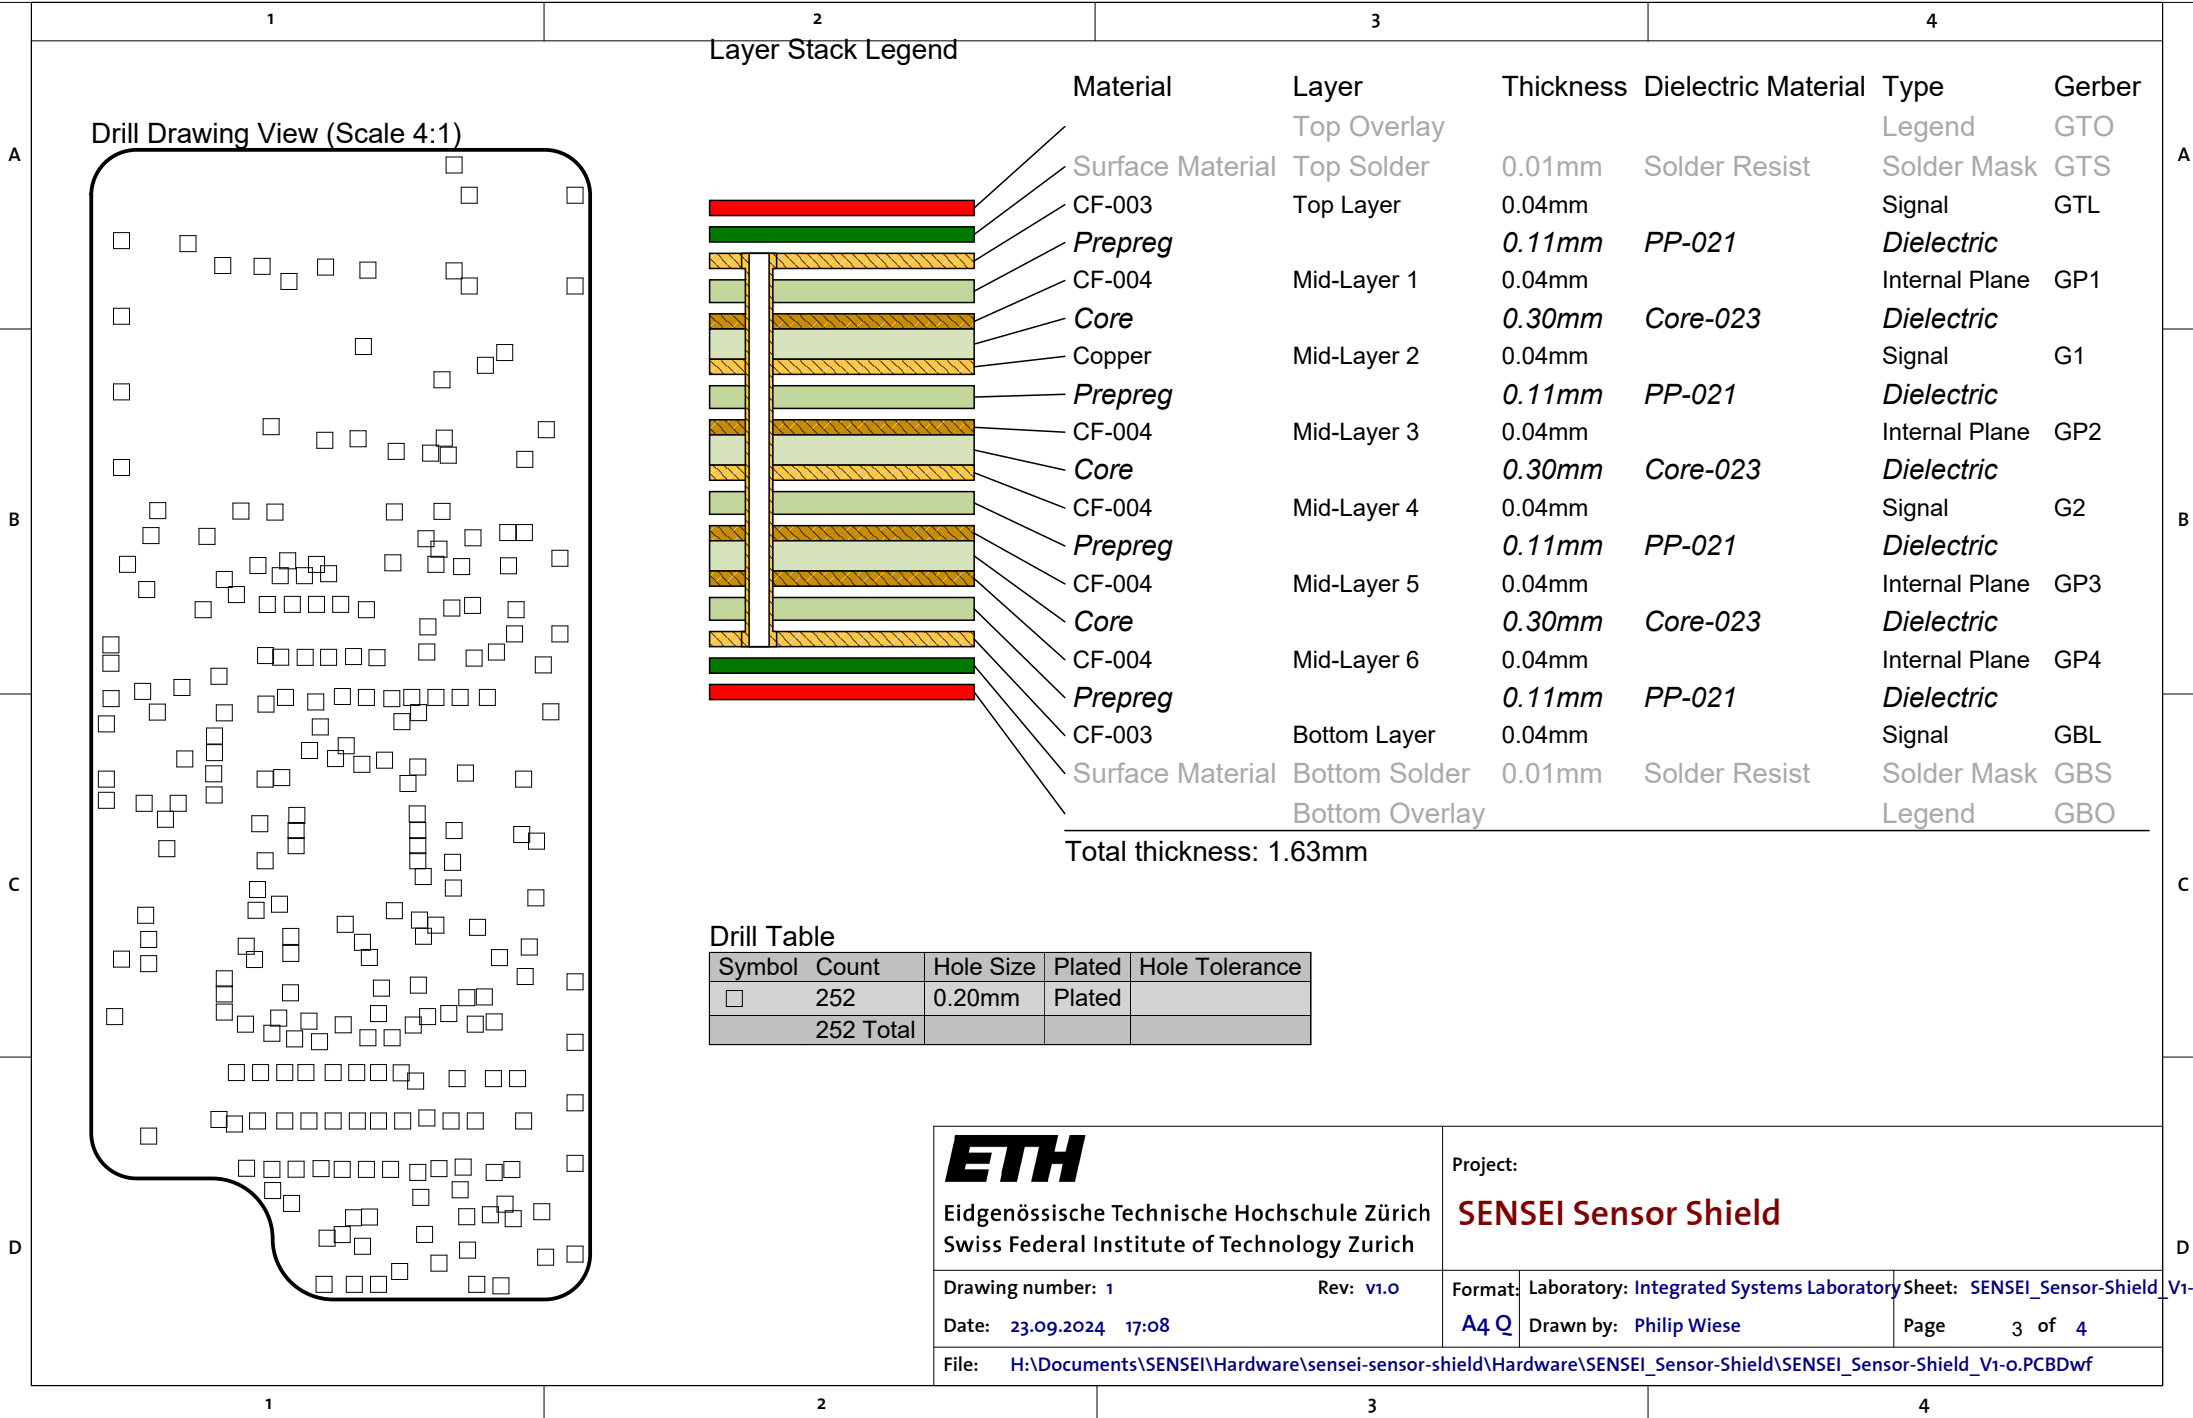 1 2 3 4
Layer Stack Legend
Material Layer Thickness Dielectric Material Type Gerber
Drill Drawing View (Scale 4:1)
Top Overlay Legend GTO
A A
Surface Material Top Solder 0.01mm Solder Resist Solder Mask GTS
CF-003 Top Layer 0.04mm Signal GTL
Prepreg 0.11mm PP-021 Dielectric
CF-004 Mid-Layer 1 0.04mm Internal Plane GP1
Core 0.30mm Core-023 Dielectric
Copper Mid-Layer 2 0.04mm Signal G1
Prepreg 0.11mm PP-021 Dielectric
CF-004 Mid-Layer 3 0.04mm Internal Plane GP2
Core 0.30mm Core-023 Dielectric
CF-004 Mid-Layer 4 0.04mm Signal G2
B B
Prepreg 0.11mm PP-021 Dielectric
CF-004 Mid-Layer 5 0.04mm Internal Plane GP3
Core 0.30mm Core-023 Dielectric
CF-004 Mid-Layer 6 0.04mm Internal Plane GP4
Prepreg 0.11mm PP-021 Dielectric
CF-003 Bottom Layer 0.04mm Signal GBL
Surface Material Bottom Solder 0.01mm Solder Resist Solder Mask GBS
Bottom Overlay Legend GBO
Total thickness: 1.63mm
C C
Drill Table
Symbol Count Hole Size Plated Hole Tolerance
252 0.20mm Plated
252 Total
ETH
Eidgenössische Technische Hochschule Zürich
Swiss Federal Institute of Technology Zurich
Project:
SENSEI Sensor Shield
D D
Drawing number: 1 Rev: v1.0
Format: A4 Q
Laboratory: Integrated Systems Laboratory
Sheet: SENSEI_Sensor-Shield_V1-
Date: 23.09.2024 17:08
Drawn by: Philip Wiese
Page 3 of 4
File: H:\Documents\SENSEI\Hardware\sensei-sensor-shield\Hardware\SENSEI_Sensor-Shield\SENSEI_Sensor-Shield_V1-0.PCBDwf
1 2 3 4